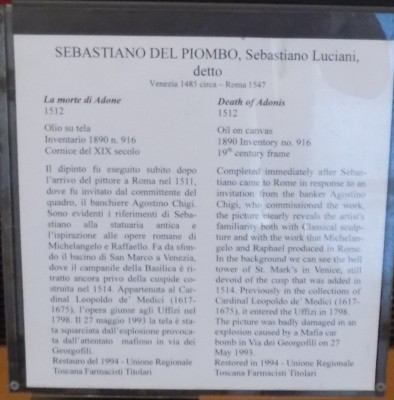 SEBASTIANO DEL PIOMBO, Sebastiano Luciani,
detto
Venezia 1485 circa – Roma 1547
La morte di Adone
1512
Olio su tela
Inventario 1890 n. 916
Cornice del XIX secolo
Il dipinto fu eseguito subito dopo
l'arrivo del pittore a Roma nel 1511,
dove fu invitato dal committente del
quadro, il banchiere Agostino Chigi.
Sono evidenti i riferimenti di Seba-
stiano alla statuaria antica e
l'ispirazione alle opere romane di
Michelangelo e Raffaello. Fa da sfon-
do il bacino di San Marco a Venezia,
dove il campanile della Basilica è ri-
tratto ancora privo della cuspide co-
struita nel 1514. Appartenuta al Car-
dinal Leopoldo de' Medici (1617-
1675), l'opera giunse agli Uffizi nel
1798. Il 27 maggio 1993 la tela è sta-
ta squarciata dall'esplosione provoca-
ta dall'attentato mafioso in via dei
Georgofili.
Restauro del 1994 - Unione Regionale
Toscana Farmacisti Titolari
Death of Adonis
1512
Oil on canvas
1890 Inventory no. 916
19th century frame
Completed immediately after Sebas-
tiano came to Rome in response to an
invitation from the banker Agostino
Chigi, who commissioned the work,
the picture clearly reveals the artist's
familiarity both with Classical sculp-
ture and with the work that Michelan-
gelo and Raphael produced in Rome.
In the background we can see the bell
tower of St. Mark's in Venice, still
devoid of the cusp that was added in
1514. Previously in the collections of
Cardinal Leopoldo de' Medici (1617-
1675), it entered the Uffizi in 1798.
The picture was badly damaged in an
explosion caused by a Mafia car
bomb in Via dei Georgofili on 27
May 1993.
Restored in 1994 - Unione Regionale
Toscana Farmacisti Titolari